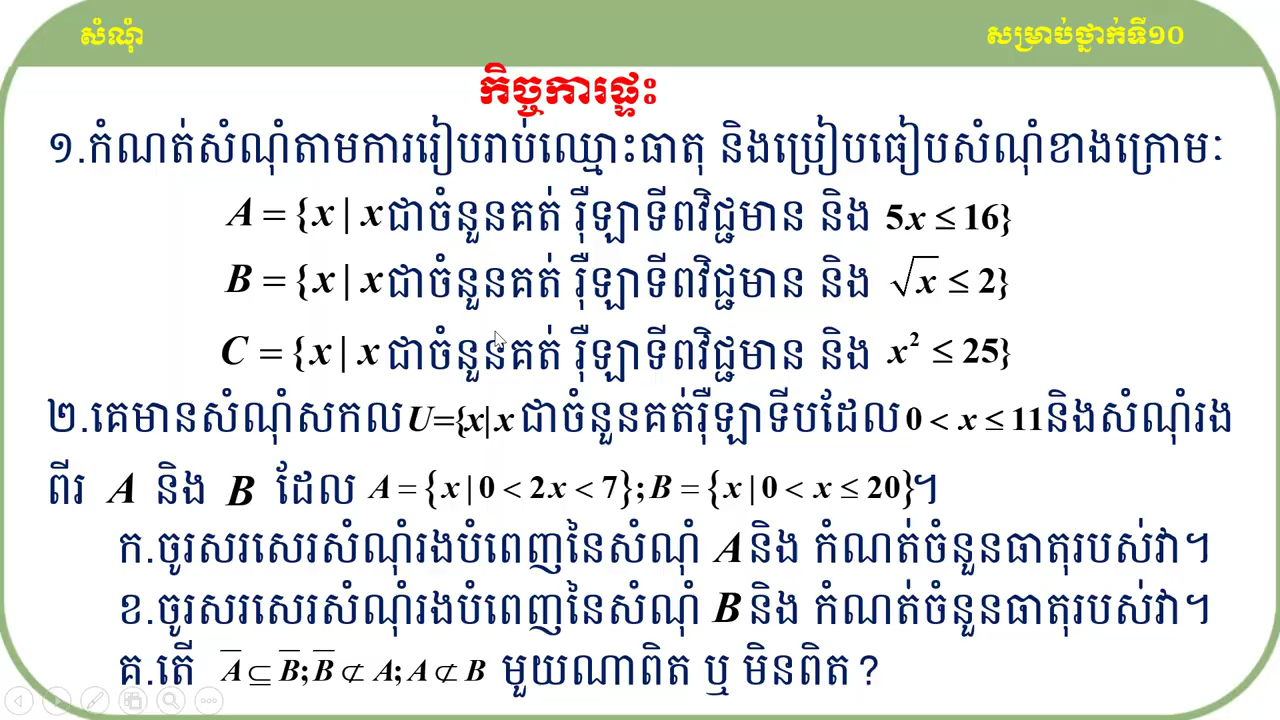 សំណុំ
សម្រាប់ថ្នាក់ទី១០
កិច្ចការផ្ទះ
១.កំណត់សំណុំតាមការរៀបរាប់ឈ្មោះធាតុ និងប្រៀបធៀបសំណុំខាងក្រោមៈ
A = {x | x ជាចំនួនគត់ រ៉ឺឡាទីពវិជ្ជមាន និង 5x ≤ 16}
B = {x | x ជាចំនួនគត់ រ៉ឺឡាទីពវិជ្ជមាន និង √x ≤ 2}
C = {x | x ជាចំនួនគត់ រ៉ឺឡាទីពវិជ្ជមាន និង x² ≤ 25}
២.គេមានសំណុំសកល U={x| x ជាចំនួនគត់រ៉ឺឡាទីបដែល 0 < x ≤ 11 និងសំណុំរង
ពីរ A និង B ដែល A = {x | 0 < 2x < 7}; B = {x | 0 < x ≤ 20}។
ក.ចូរសរសេរសំណុំរងបំពេញនៃសំណុំ A និង កំណត់ចំនួនធាតុរបស់វា។
ខ.ចូរសរសេរសំណុំរងបំពេញនៃសំណុំ B និង កំណត់ចំនួនធាតុរបស់វា។
គ.តើ A̅ ⊆ B̅; B̅ ⊄ A; A ⊄ B មួយណាពិត ឬ មិនពិត ?